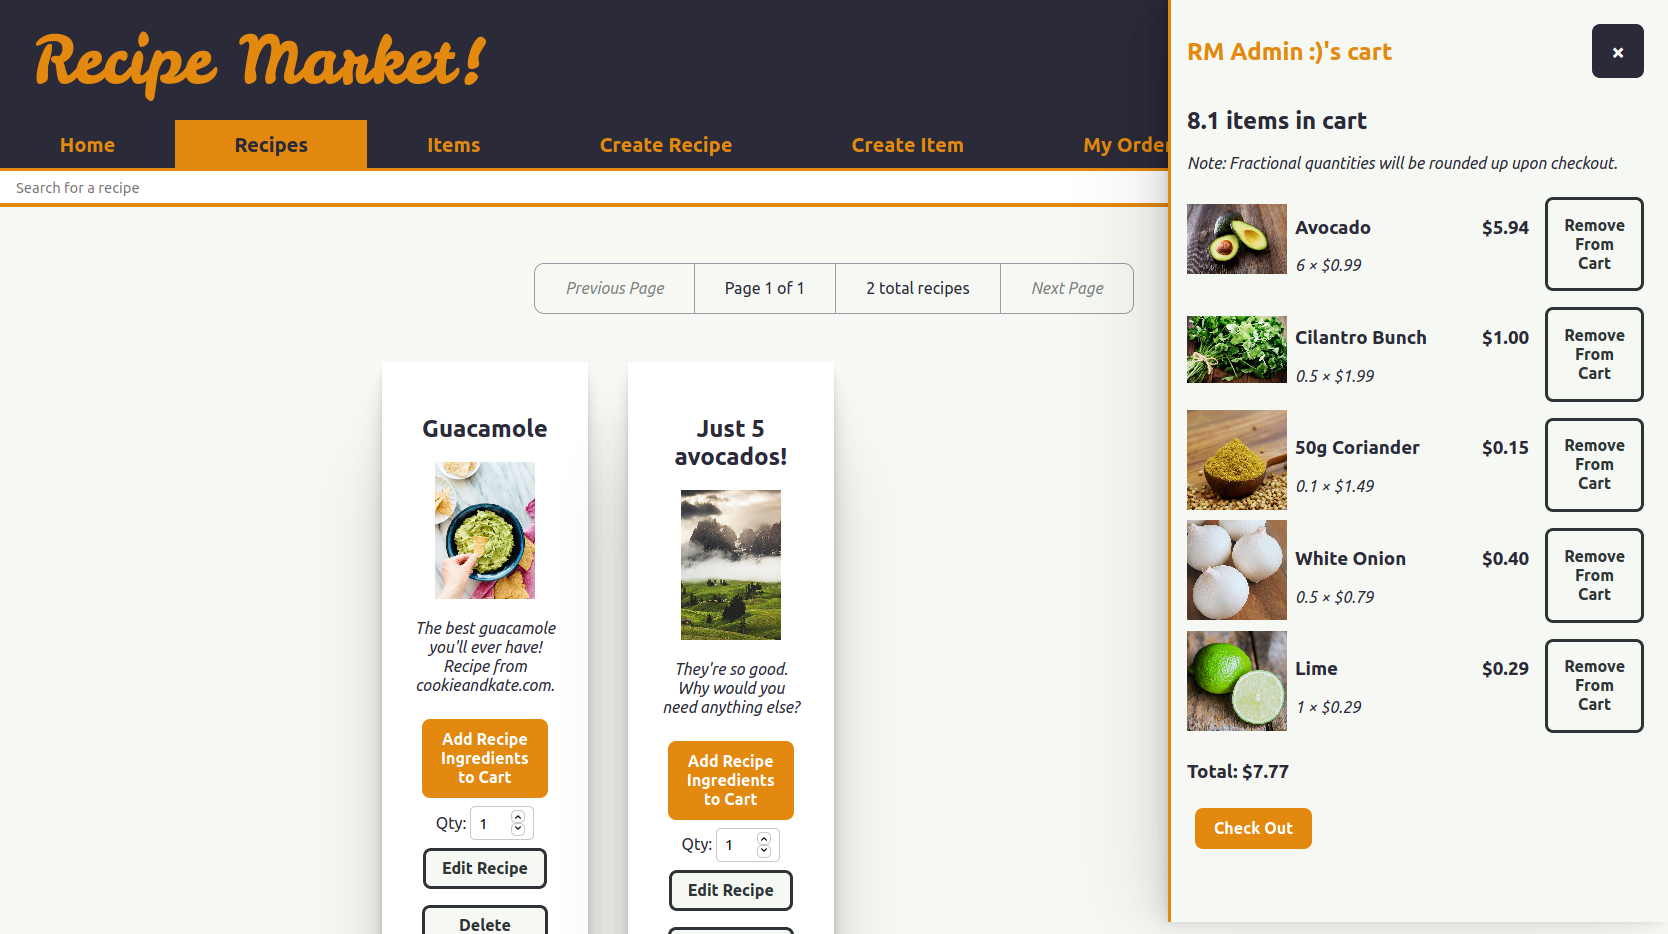 Recipe Market!
Home
Recipes
Items
Create Recipe
Create Item
My Order
Search for a recipe
Previous Page
Page 1 of 1
2 total recipes
Next Page
Guacamole
The best guacamole
you'll ever have!
Recipe from
cookieandkate.com.
Add Recipe
Ingredients
to Cart
Qty: 1
Edit Recipe
Delete
Just 5
avocados!
They're so good.
Why would you
need anything else?
Add Recipe
Ingredients
to Cart
Qty: 1
Edit Recipe
RM Admin :)'s cart
×
8.1 items in cart
Note: Fractional quantities will be rounded up upon checkout.
Avocado
6 × $0.99
$5.94
Remove
From
Cart
Cilantro Bunch
0.5 × $1.99
$1.00
Remove
From
Cart
50g Coriander
0.1 × $1.49
$0.15
Remove
From
Cart
White Onion
0.5 × $0.79
$0.40
Remove
From
Cart
Lime
1 × $0.29
$0.29
Remove
From
Cart
Total: $7.77
Check Out